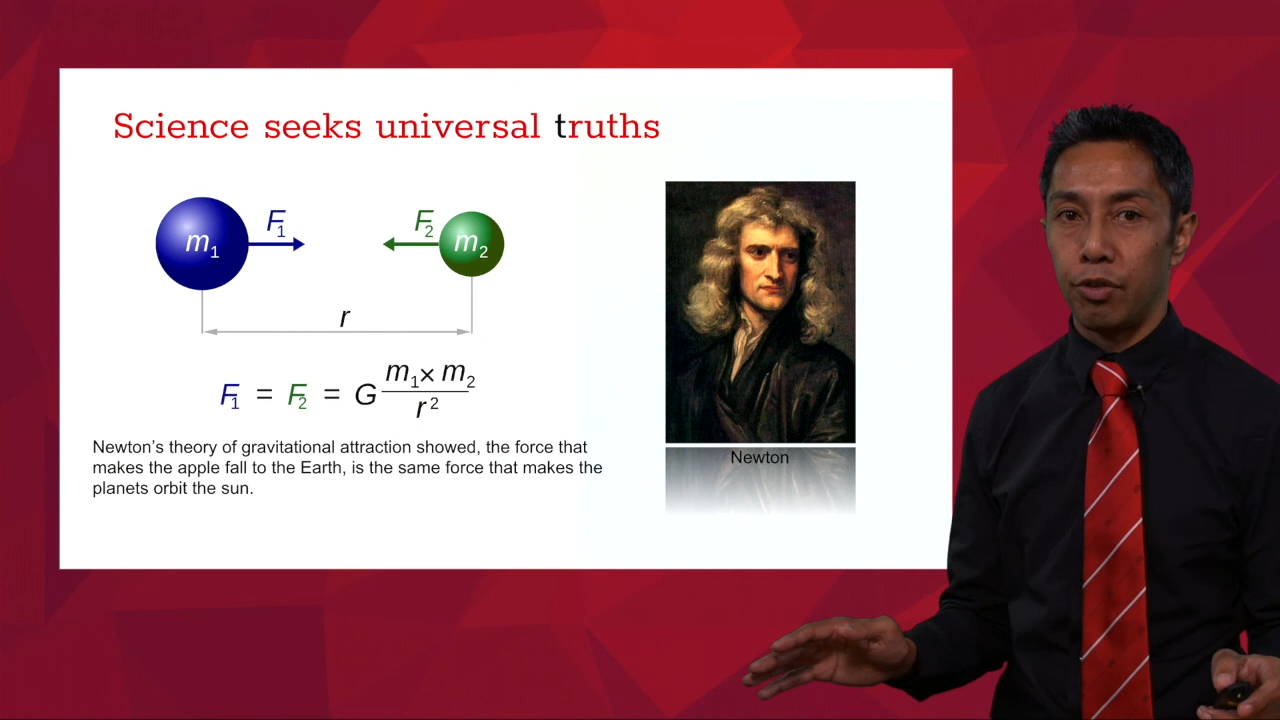 Science seeks universal truths
m1 F1 F2 m2
r
F1 = F2 = G m1 × m2 / r2
Newton's theory of gravitational attraction showed, the force that
makes the apple fall to the Earth, is the same force that makes the
planets orbit the sun.
Newton